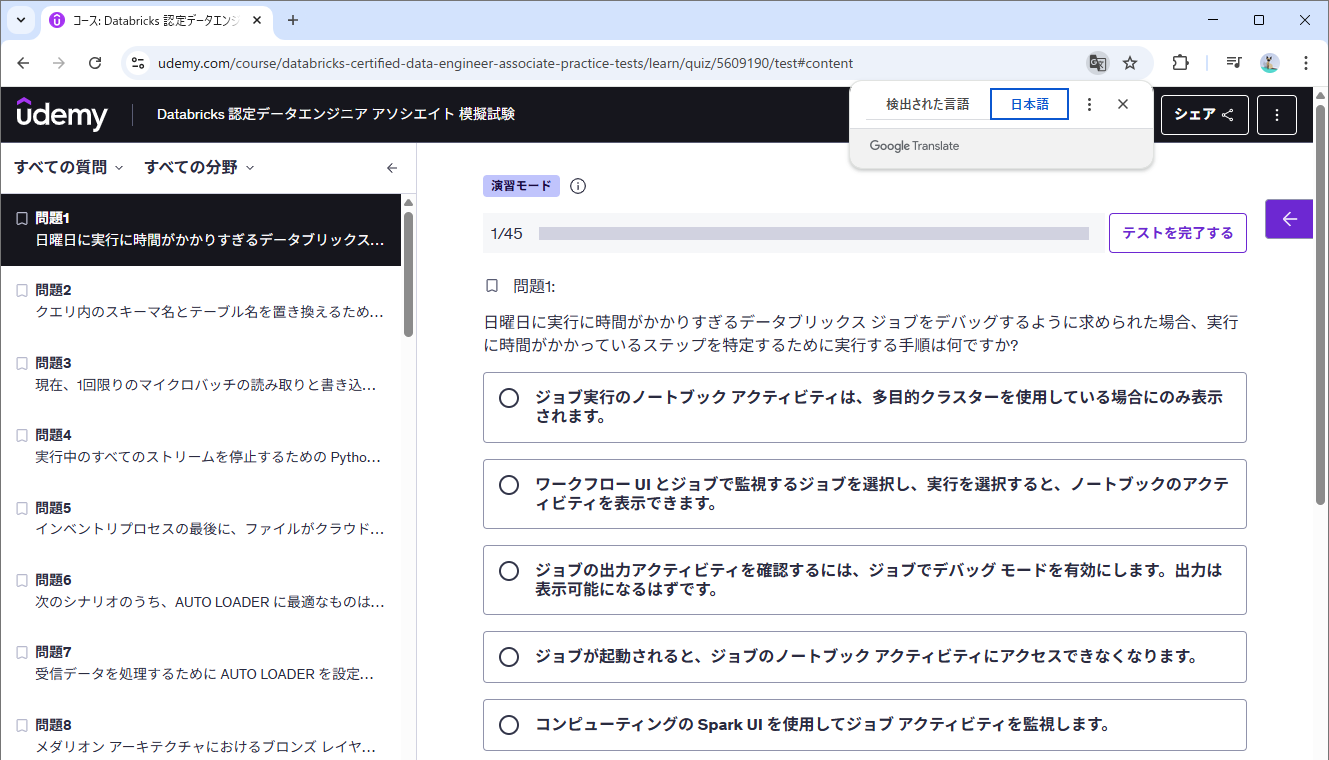 コース: Databricks 認定データエンジ
udemy.com/course/databricks-certified-data-engineer-associate-practice-tests/learn/quiz/5609190/test#content
検出された言語
日本語
Google Translate
udemy
Databricks 認定データエンジニア アソシエイト 模擬試験
シェア
すべての質問
すべての分野
問題1
日曜日に実行に時間がかかりすぎるデータブリックス...
問題2
クエリ内のスキーマ名とテーブル名を置き換えるため...
問題3
現在、1回限りのマイクロバッチの読み取りと書き込...
問題4
実行中のすべてのストリームを停止するための Pytho...
問題5
インベントリプロセスの最後に、ファイルがクラウド...
問題6
次のシナリオのうち、AUTO LOADER に最適なものは...
問題7
受信データを処理するために AUTO LOADER を設定...
問題8
メダリオン アーキテクチャにおけるブロンズ レイヤ...
演習モード
1/45
テストを完了する
問題1:
日曜日に実行に時間がかかりすぎるデータブリックス ジョブをデバッグするように求められた場合、実行
に時間がかかっているステップを特定するために実行する手順は何ですか?
ジョブ実行のノートブック アクティビティは、多目的クラスターを使用している場合にのみ表示
されます。
ワークフロー UI とジョブで監視するジョブを選択し、実行を選択すると、ノートブックのアクテ
ィビティを表示できます。
ジョブの出力アクティビティを確認するには、ジョブでデバッグ モードを有効にします。出力は
表示可能になるはずです。
ジョブが起動されると、ジョブのノートブック アクティビティにアクセスできなくなります。
コンピューティングの Spark UI を使用してジョブ アクティビティを監視します。